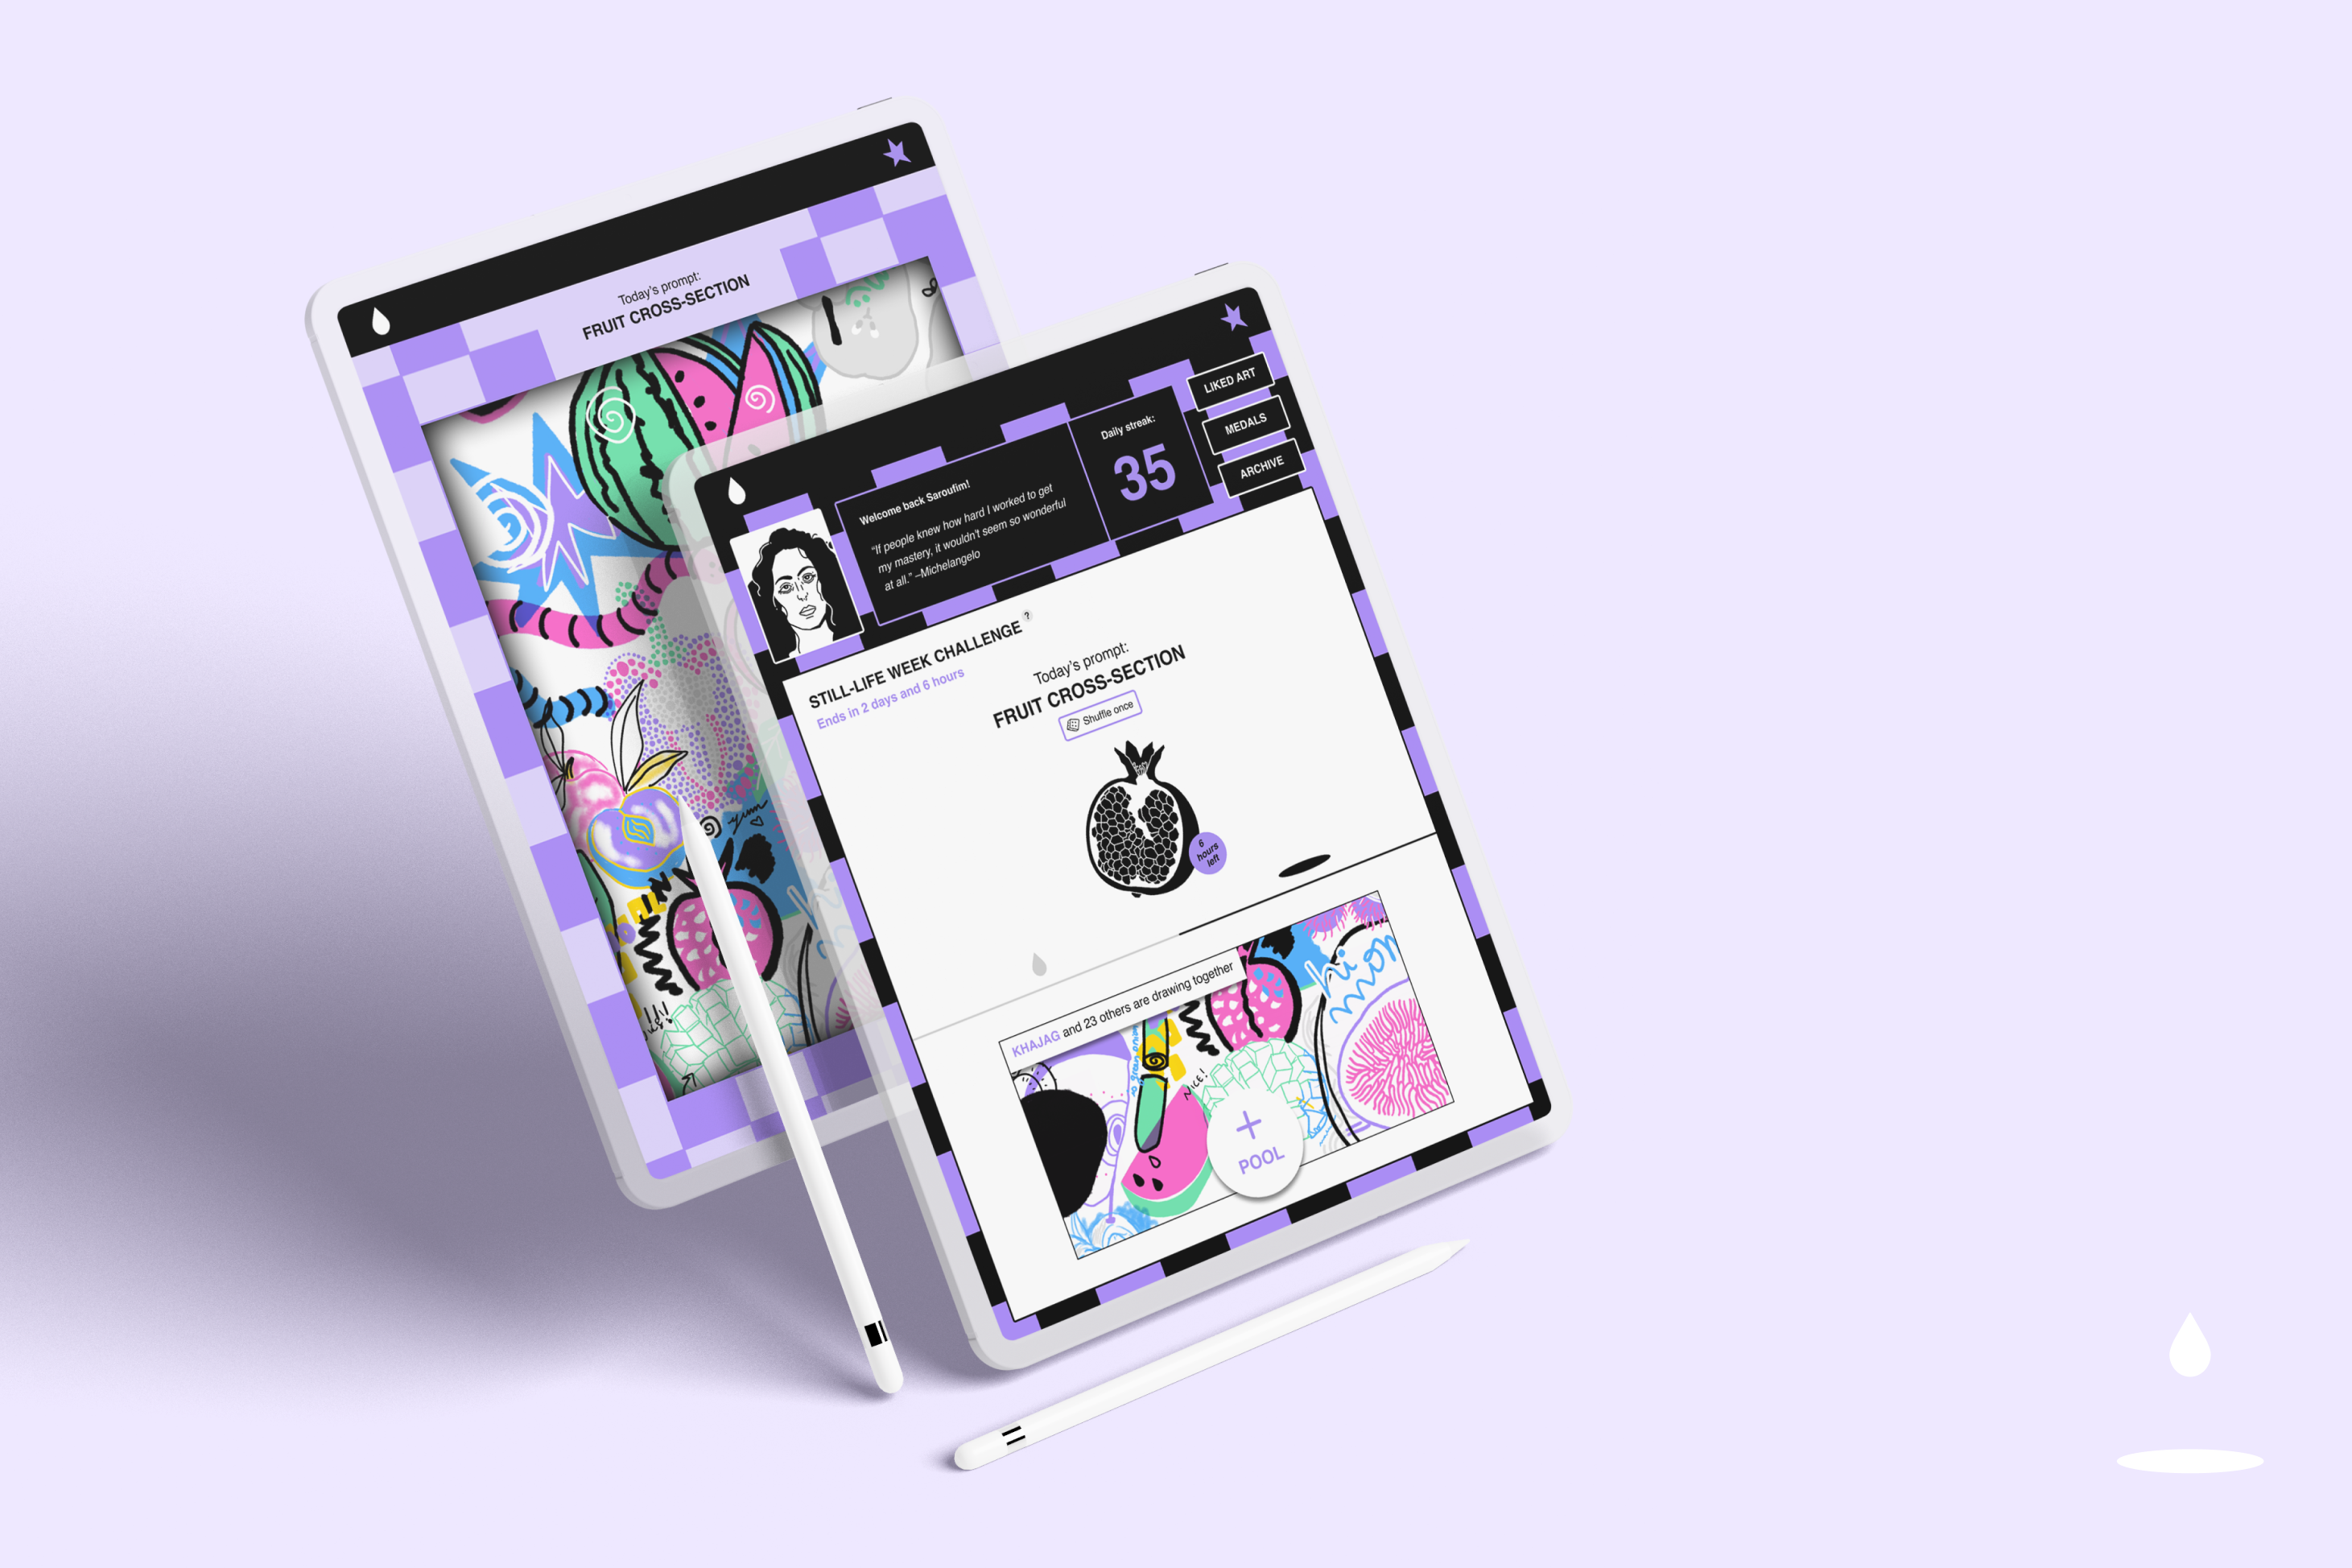 Today's prompt:
FRUIT CROSS-SECTION
yum
LIKED ART
MEDALS
ARCHIVE
Daily streak:
35
Welcome back Saroufim!
"If people knew how hard I worked to get
my mastery, it wouldn't seem so wonderful
at all." –Michelangelo
STILL-LIFE WEEK CHALLENGE ?
Ends in 2 days and 6 hours
Today's prompt:
FRUIT CROSS-SECTION
Shuffle once
6
hours
left
KHAJAG and 23 others are drawing together
hi
NICE!
+
POOL